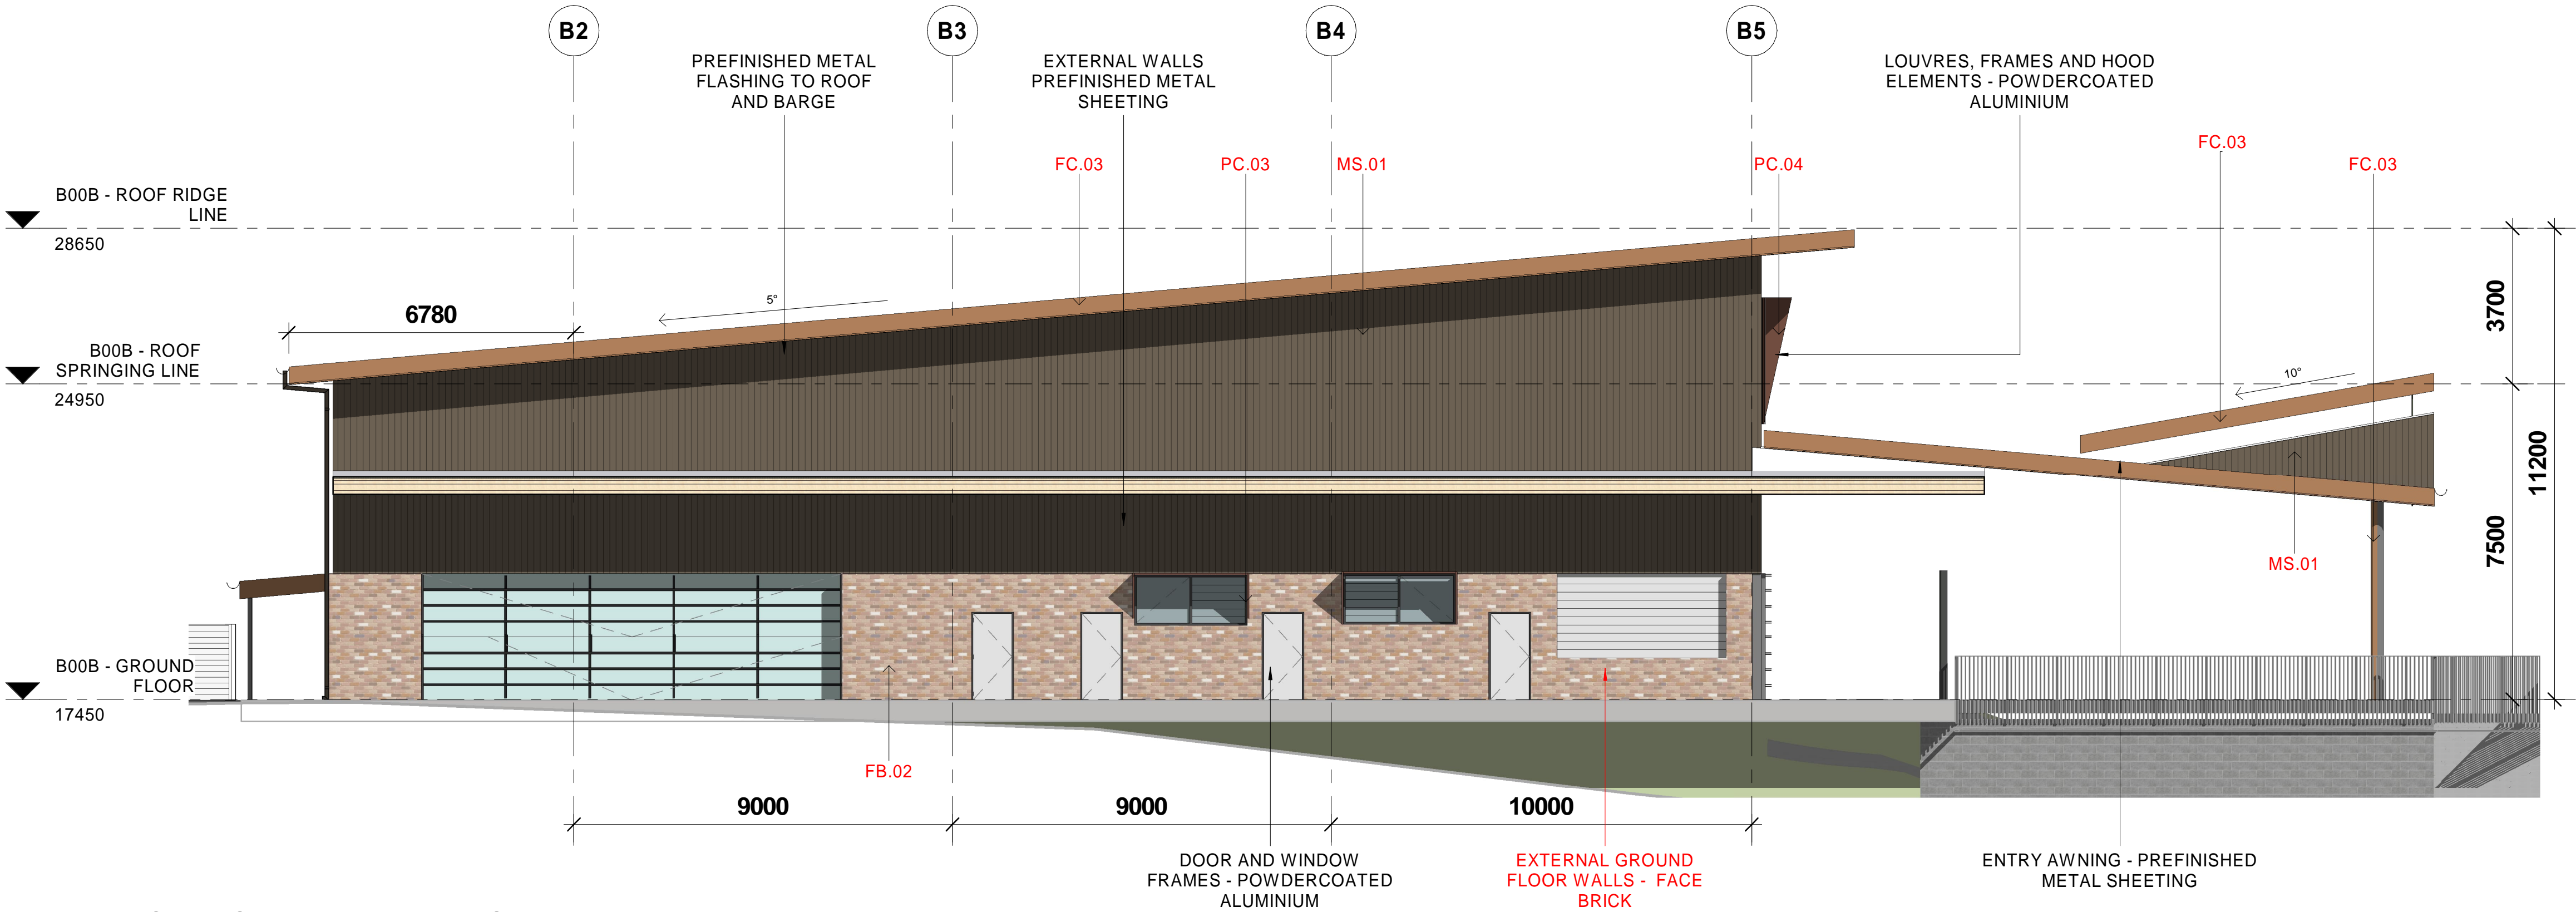 B2
B3
B4
B5
PREFINISHED METAL
FLASHING TO ROOF
AND BARGE
EXTERNAL WALLS
PREFINISHED METAL
SHEETING
LOUVRES, FRAMES AND HOOD
ELEMENTS - POWDERCOATED
ALUMINIUM
FC.03
PC.03
MS.01
PC.04
FC.03
FC.03
B00B - ROOF RIDGE
LINE
28650
6780
5°
3700
B00B - ROOF
SPRINGING LINE
24950
10°
11200
7500
MS.01
B00B - GROUND
FLOOR
17450
FB.02
9000
9000
10000
DOOR AND WINDOW
FRAMES - POWDERCOATED
ALUMINIUM
EXTERNAL GROUND
FLOOR WALLS - FACE
BRICK
ENTRY AWNING - PREFINISHED
METAL SHEETING